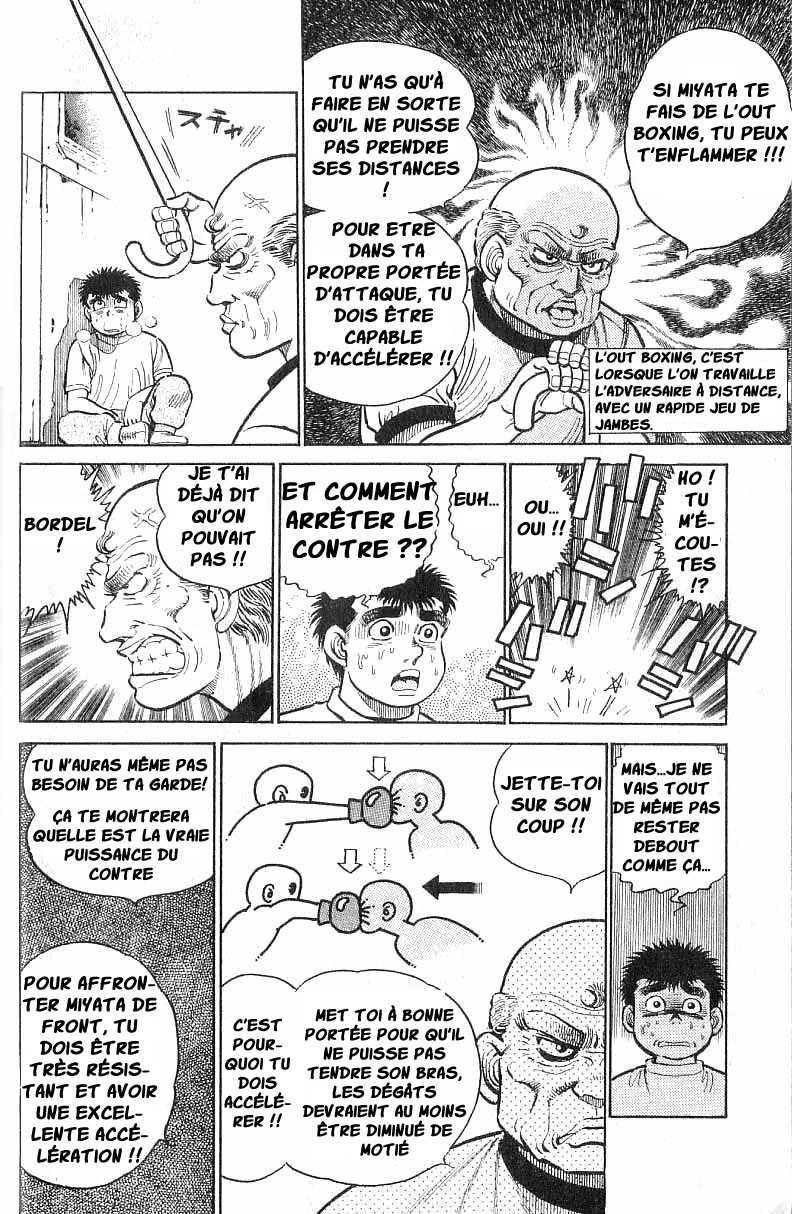 SI MIYATA TE
FAIS DE L'OUT
BOXING, TU PEUX
T'ENFLAMMER !!!
TU N'AS QU'À
FAIRE EN SORTE
QU'IL NE PUISSE
PAS PRENDRE
SES DISTANCES
!
POUR ETRE
DANS TA
PROPRE PORTÉE
D'ATTAQUE, TU
DOIS ÊTRE
CAPABLE
D'ACCÉLÉRER !!
L'OUT BOXING, C'EST
LORSQUE L'ON TRAVAILLE
L'ADVERSAIRE À DISTANCE,
AVEC UN RAPIDE JEU DE
JAMBES.
スチャ
HO !
TU
M'É-
COU-
TES
!?
OU...
OUI !!
EUH...
ET COMMENT
ARRÊTER LE
CONTRE ??
JE T'AI
DÉJÀ DIT
QU'ON
POUVAIT
PAS !!
BORDEL
!
MAIS...JE NE
VAIS TOUT
DE MÊME PAS
RESTER
DEBOUT
COMME ÇA...
JETTE-TOI
SUR SON
COUP !!
MET TOI À BONNE
PORTÉE POUR QU'IL
NE PUISSE PAS
TENDRE SON BRAS,
LES DÉGÂTS
DEVRAIENT AU MOINS
ÊTRE DIMINUÉ DE
MOTIÉ
C'EST
POUR-
QUOI TU
DOIS
ACCÉLÉ-
RER !!
TU N'AURAS MÊME PAS
BESOIN DE TA GARDE!
ÇA TE MONTRERA
QUELLE EST LA VRAIE
PUISSANCE DU
CONTRE
POUR AFFRON-
TER MIYATA DE
FRONT, TU
DOIS ÊTRE
TRÈS RÉSIS-
TANT ET AVOIR
UNE EXCEL-
LENTE ACCÉ-
LÉRATION !!